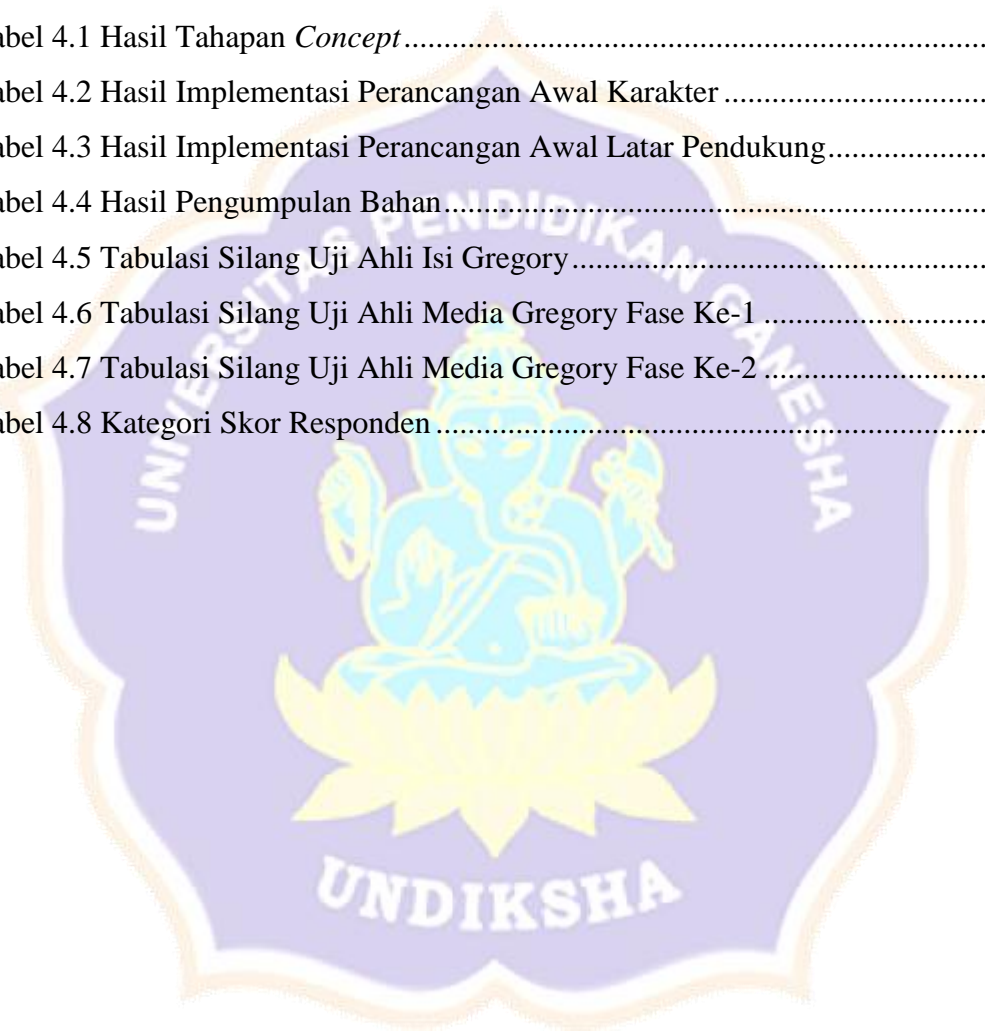 abel 4.1 Hasil Tahapan Concept
abel 4.2 Hasil Implementasi Perancangan Awal Karakter
abel 4.3 Hasil Implementasi Perancangan Awal Latar Pendukung
abel 4.4 Hasil Pengumpulan Bahan
abel 4.5 Tabulasi Silang Uji Ahli Isi Gregory
abel 4.6 Tabulasi Silang Uji Ahli Media Gregory Fase Ke-1
abel 4.7 Tabulasi Silang Uji Ahli Media Gregory Fase Ke-2
abel 4.8 Kategori Skor Responden
UNIVERSITAS PENDIDIKAN GANESHA
UNDIKSHA